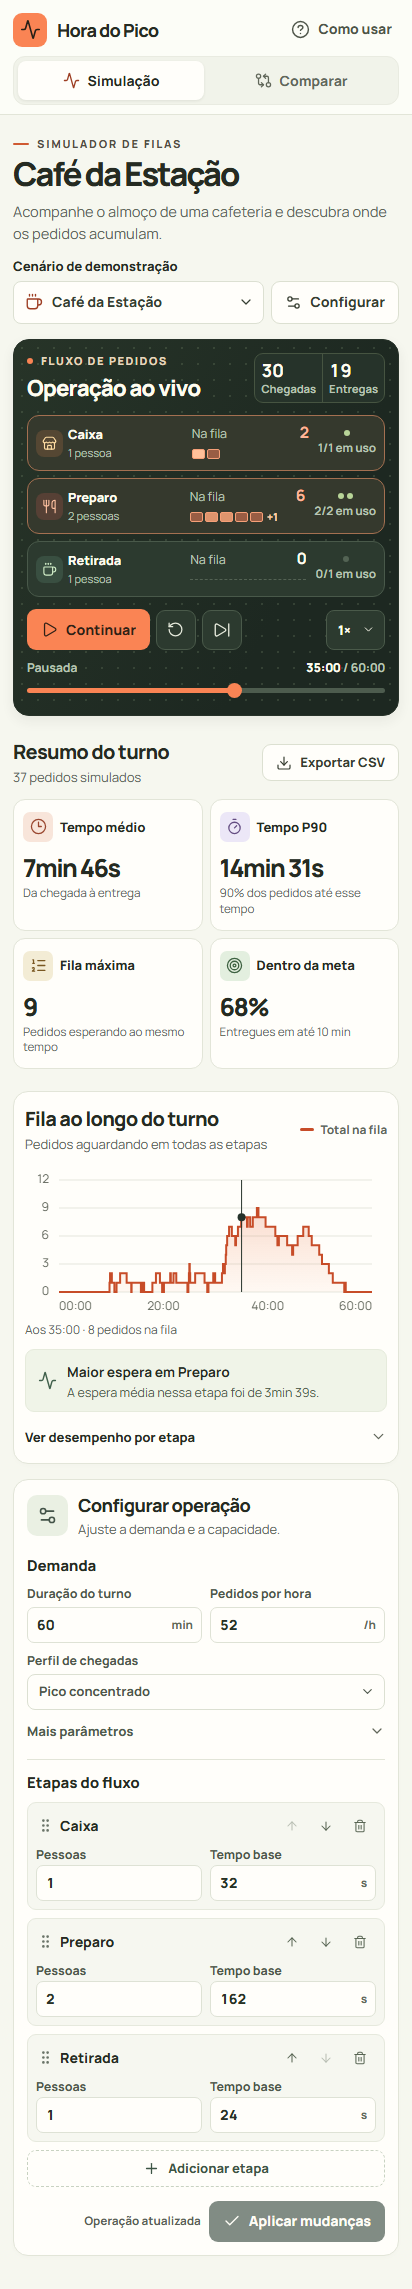 Hora do Pico
Como usar
Simulação
Comparar
SIMULADOR DE FILAS
Café da Estação
Acompanhe o almoço de uma cafeteria e descubra onde
os pedidos acumulam.
Cenário de demonstração
Café da Estação
Configurar
FLUXO DE PEDIDOS
Operação ao vivo
30
Chegadas
19
Entregas
Caixa
1 pessoa
Na fila
2
1/1 em uso
Preparo
2 pessoas
Na fila
6
+1
2/2 em uso
Retirada
1 pessoa
Na fila
0
0/1 em uso
Continuar
1×
Pausada
35:00 / 60:00
Resumo do turno
37 pedidos simulados
Exportar CSV
Tempo médio
7min 46s
Da chegada à entrega
Tempo P90
14min 31s
90% dos pedidos até esse
tempo
Fila máxima
9
Pedidos esperando ao mesmo
tempo
Dentro da meta
68%
Entregues em até 10 min
Fila ao longo do turno
Pedidos aguardando em todas as etapas
Total na fila
12
9
6
3
0
00:00
20:00
40:00
60:00
Aos 35:00 · 8 pedidos na fila
Maior espera em Preparo
A espera média nessa etapa foi de 3min 39s.
Ver desempenho por etapa
Configurar operação
Ajuste a demanda e a capacidade.
Demanda
Duração do turno
60 min
Pedidos por hora
52 /h
Perfil de chegadas
Pico concentrado
Mais parâmetros
Etapas do fluxo
Caixa
Pessoas
1
Tempo base
32 s
Preparo
Pessoas
2
Tempo base
162 s
Retirada
Pessoas
1
Tempo base
24 s
Adicionar etapa
Operação atualizada
Aplicar mudanças